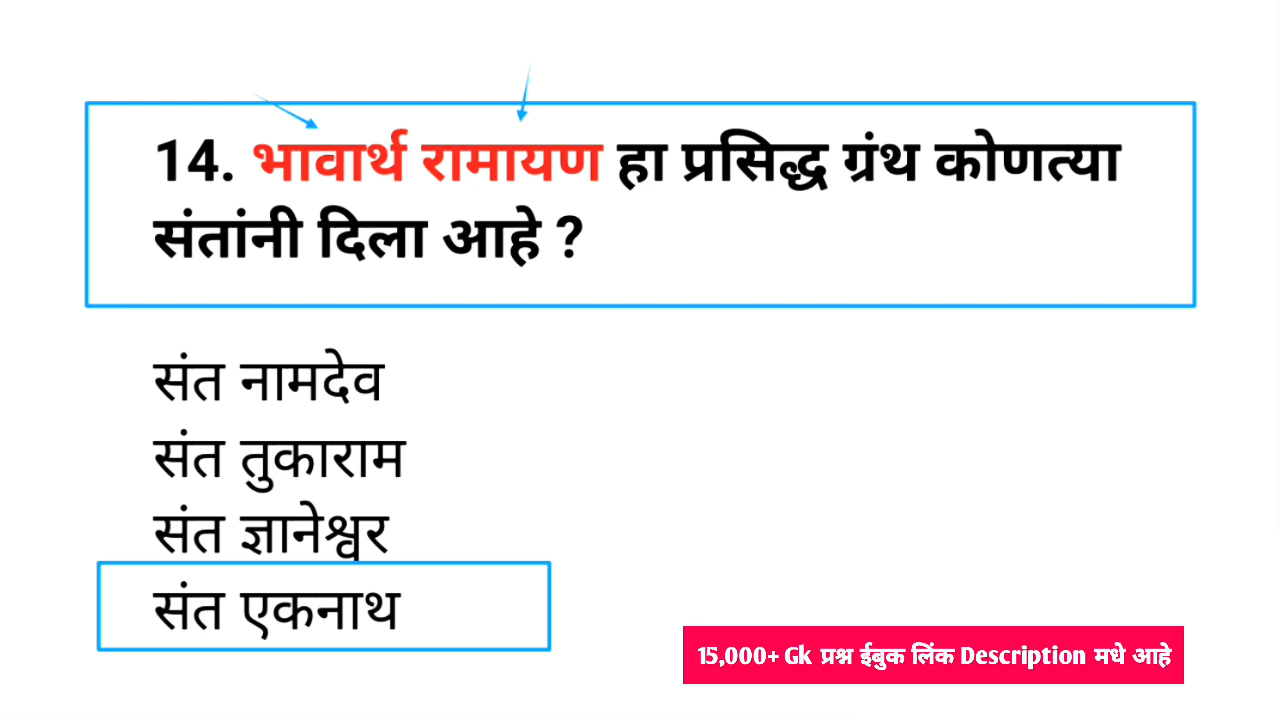 14. भावार्थ रामायण हा प्रसिद्ध ग्रंथ कोणत्या
संतांनी दिला आहे ?
संत नामदेव
संत तुकाराम
संत ज्ञानेश्वर
संत एकनाथ
15,000+ Gk प्रश्न ईबुक लिंक Description मधे आहे